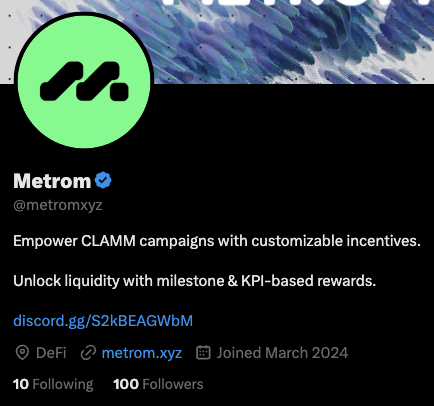 Metrom
@metromxyz
Empower CLAMM campaigns with customizable incentives.
Unlock liquidity with milestone & KPI-based rewards.
discord.gg/S2kBEAGWbM
DeFi metrom.xyz Joined March 2024
10 Following 100 Followers